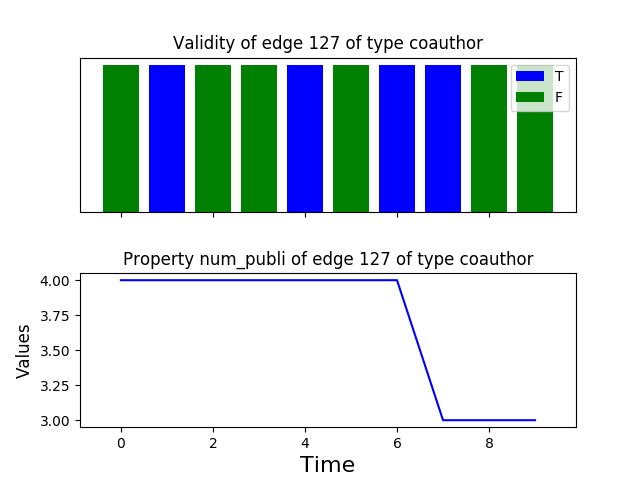 Validity of edge 127 of type coauthor
T
F
Property num_publi of edge 127 of type coauthor
4.00
3.75
3.50
3.25
3.00
Values
0 2 4 6 8
Time